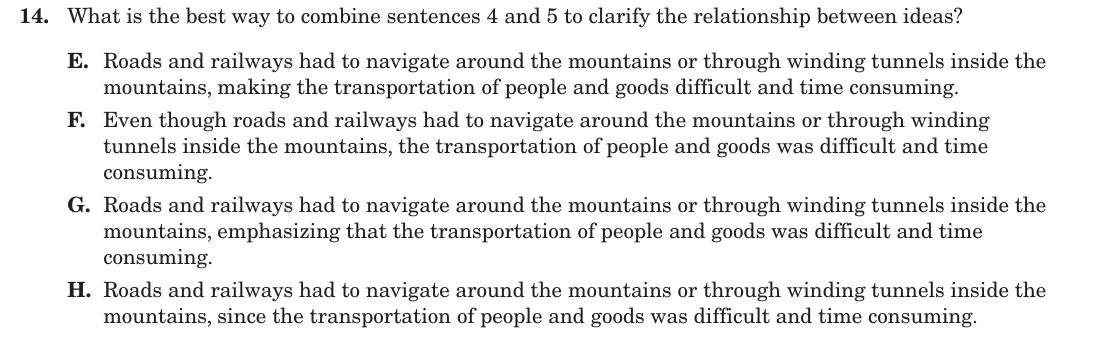 14. What is the best way to combine sentences 4 and 5 to clarify the relationship between ideas?
E. Roads and railways had to navigate around the mountains or through winding tunnels inside the
mountains, making the transportation of people and goods difficult and time consuming.
F. Even though roads and railways had to navigate around the mountains or through winding
tunnels inside the mountains, the transportation of people and goods was difficult and time
consuming.
G. Roads and railways had to navigate around the mountains or through winding tunnels inside the
mountains, emphasizing that the transportation of people and goods was difficult and time
consuming.
H. Roads and railways had to navigate around the mountains or through winding tunnels inside the
mountains, since the transportation of people and goods was difficult and time consuming.